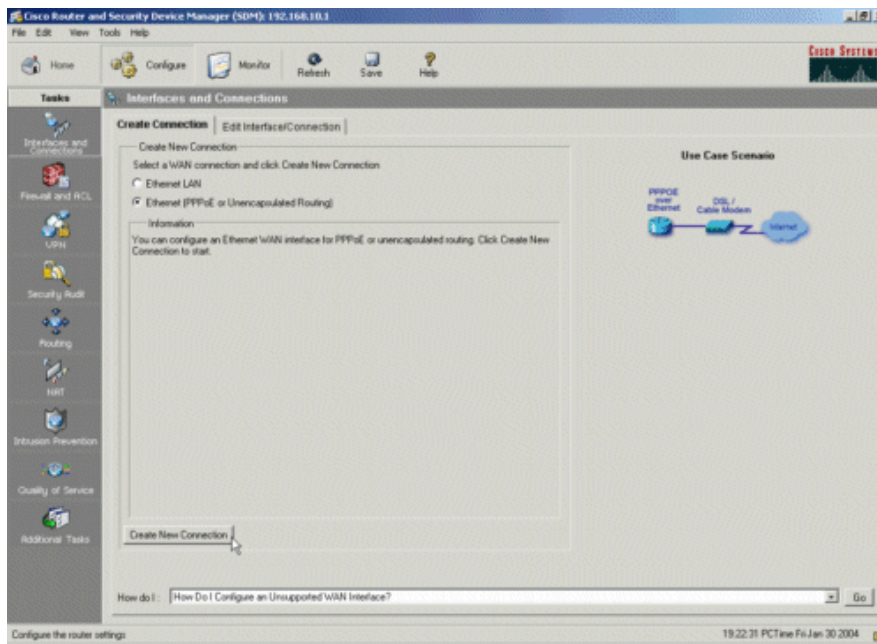 Cisco Router and Security Device Manager (SDM): 192.168.10.1
File Edit View Tools Help
Home
Configure
Monitor
Refresh
Save
Help
CISCO SYSTEMS
Tasks
Interfaces and Connections
Interfaces and
Connections
Firewall and ACL
VPN
Security Audit
Routing
NAT
Intrusion Prevention
Quality of Service
Additional Tasks
Create Connection
Edit Interface/Connection
Create New Connection
Select a WAN connection and click Create New Connection
Ethernet LAN
Ethernet (PPPoE or Unencapsulated Routing)
Information
You can configure an Ethernet WAN interface for PPPoE or unencapsulated routing. Click Create New
Connection to start.
Use Case Scenario
PPPOE
over
Ethernet
DSL /
Cable Modem
Internet
Create New Connection
How do I :
How Do I Configure an Unsupported WAN Interface?
Go
Configure the router settings
19:22:31 PCTime Fri Jan 30 2004